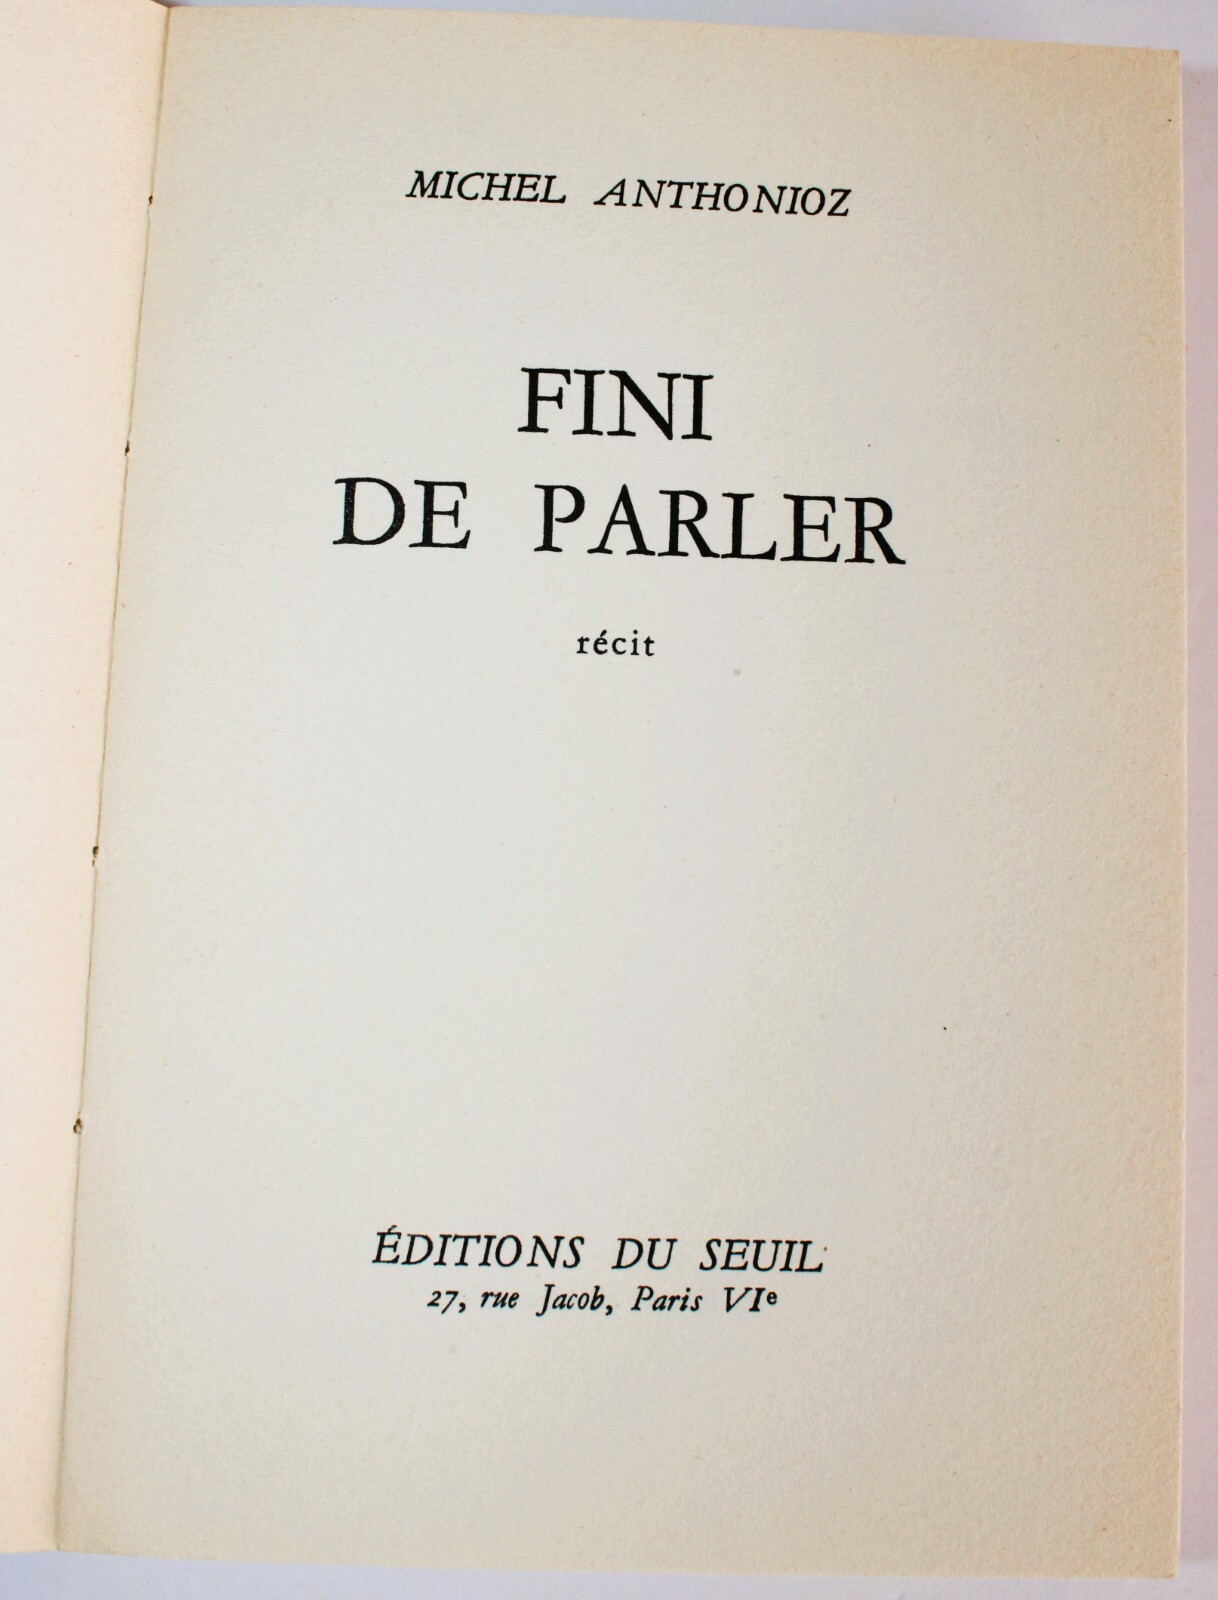 MICHEL ANTHONIOZ
FINI
DE PARLER
récit
ÉDITIONS DU SEUIL
27, rue Jacob, Paris VIᵉ